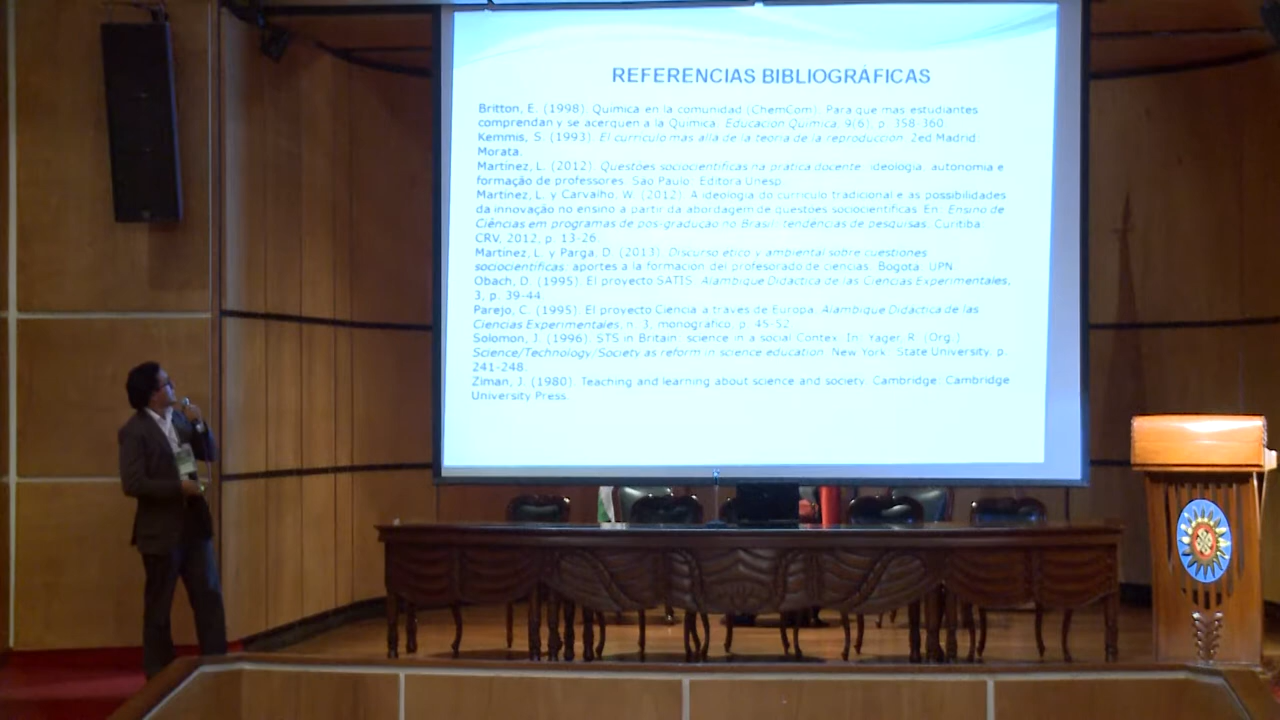 REFERENCIAS BIBLIOGRÁFICAS
Britton, E. (1998). Quimica en la comunidad (ChemCom). Para que mas estudiantes
comprendan y se acerquen a la Quimica. Educacion Quimica. 9(6), p. 358-360.
Kemmis, S. (1993). El curriculo mas alla de la teoria de la reproduccion. 2ed Madrid:
Morata.
Martinez, L. (2012). Questoes sociocientificas na pratica docente: ideologia, autonomia e
formação de professores. Sao Paulo: Editora Unesp.
Martinez, L. y Carvalho, W. (2012). A ideologia do curriculo tradicional e as possibilidades
da innovação no ensino a partir da abordagem de questoes sociocientificas. En: Ensino de
Ciências em programas de pos-gradução no Brasil: tendencias de pesquisas. Curitiba:
CRV, 2012, p. 13-26.
Martinez, L. y Parga, D. (2013). Discurso etico y ambiental sobre cuestiones
sociocientificas: aportes a la formacion del profesorado de ciencias. Bogota: UPN.
Obach, D. (1995). El proyecto SATIS. Alambique Didactica de las Ciencias Experimentales,
3, p. 39-44.
Parejo, C. (1995). El proyecto Ciencia a traves de Europa. Alambique Didactica de las
Ciencias Experimentales, n. 3, monografico, p. 45-52.
Solomon, J. (1996). STS in Britain: science in a social Contex. In: Yager, R. (Org.)
Science/Technology/Society as reform in science education. New York: State University, p.
241-248.
Ziman, J. (1980). Teaching and learning about science and society. Cambridge: Cambridge
University Press.